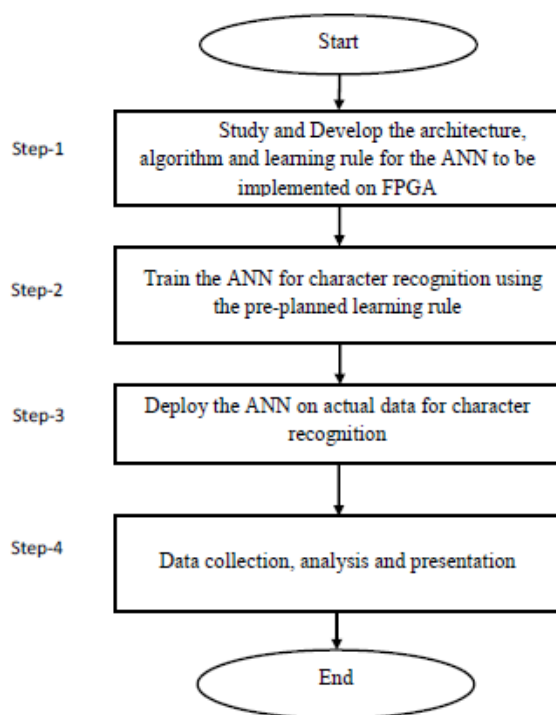 Start
Step-1
Study and Develop the architecture,
algorithm and learning rule for the ANN to be
implemented on FPGA
Step-2
Train the ANN for character recognition using
the pre-planned learning rule
Step-3
Deploy the ANN on actual data for character
recognition
Step-4
Data collection, analysis and presentation
End